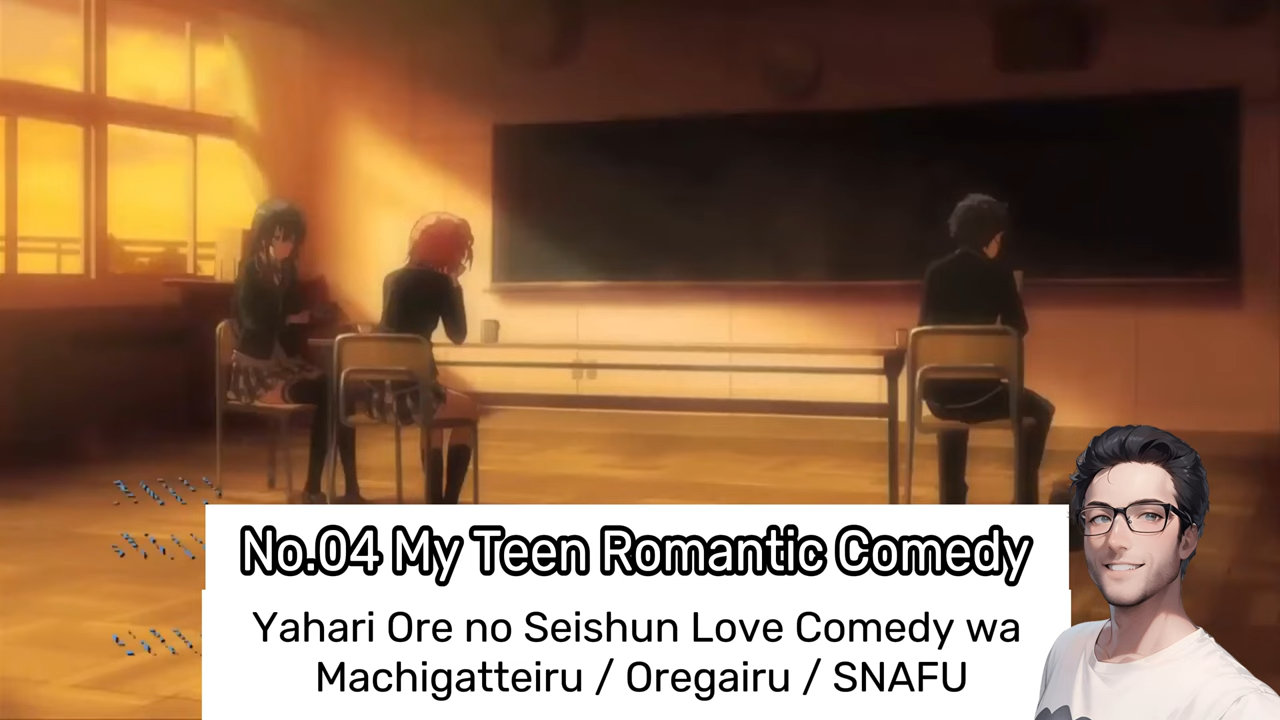 No.04 My Teen Romantic Comedy
Yahari Ore no Seishun Love Comedy wa
Machigatteiru / Oregairu / SNAFU